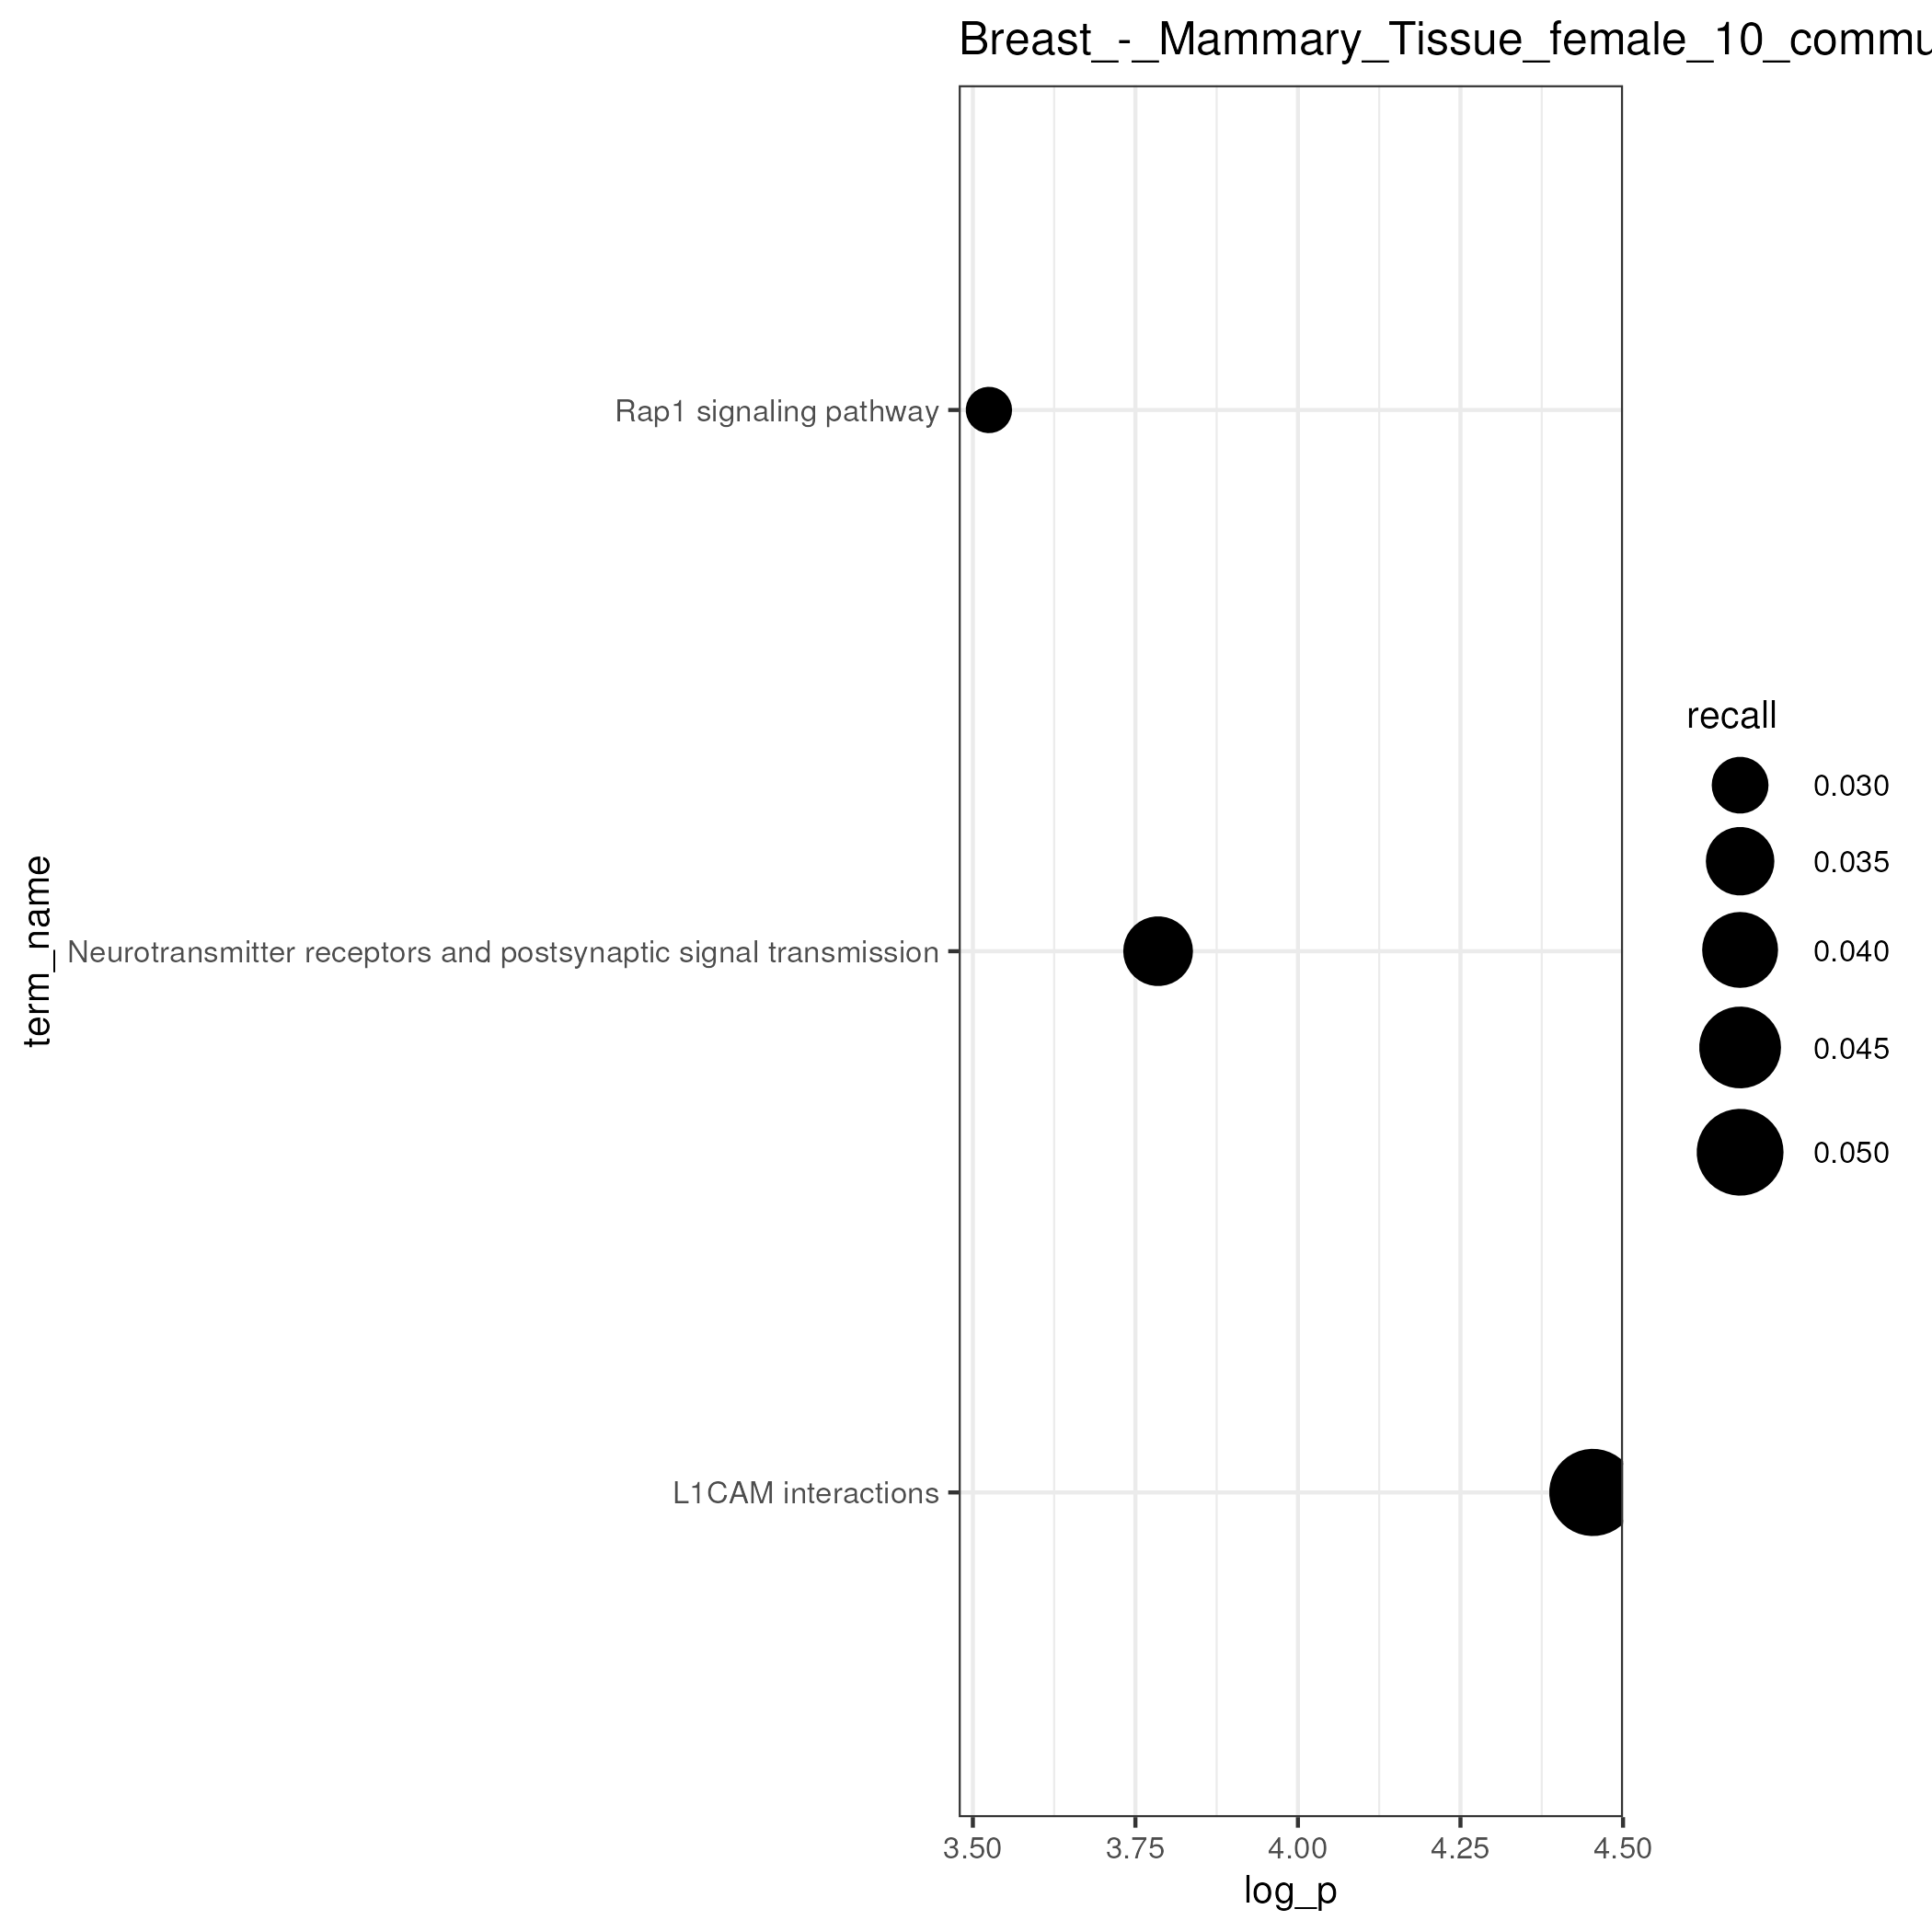 Breast_-_Mammary_Tissue_female_10_commu
Rap1 signaling pathway
Neurotransmitter receptors and postsynaptic signal transmission
L1CAM interactions
term_name
3.50 3.75 4.00 4.25 4.50
log_p
recall
0.030
0.035
0.040
0.045
0.050